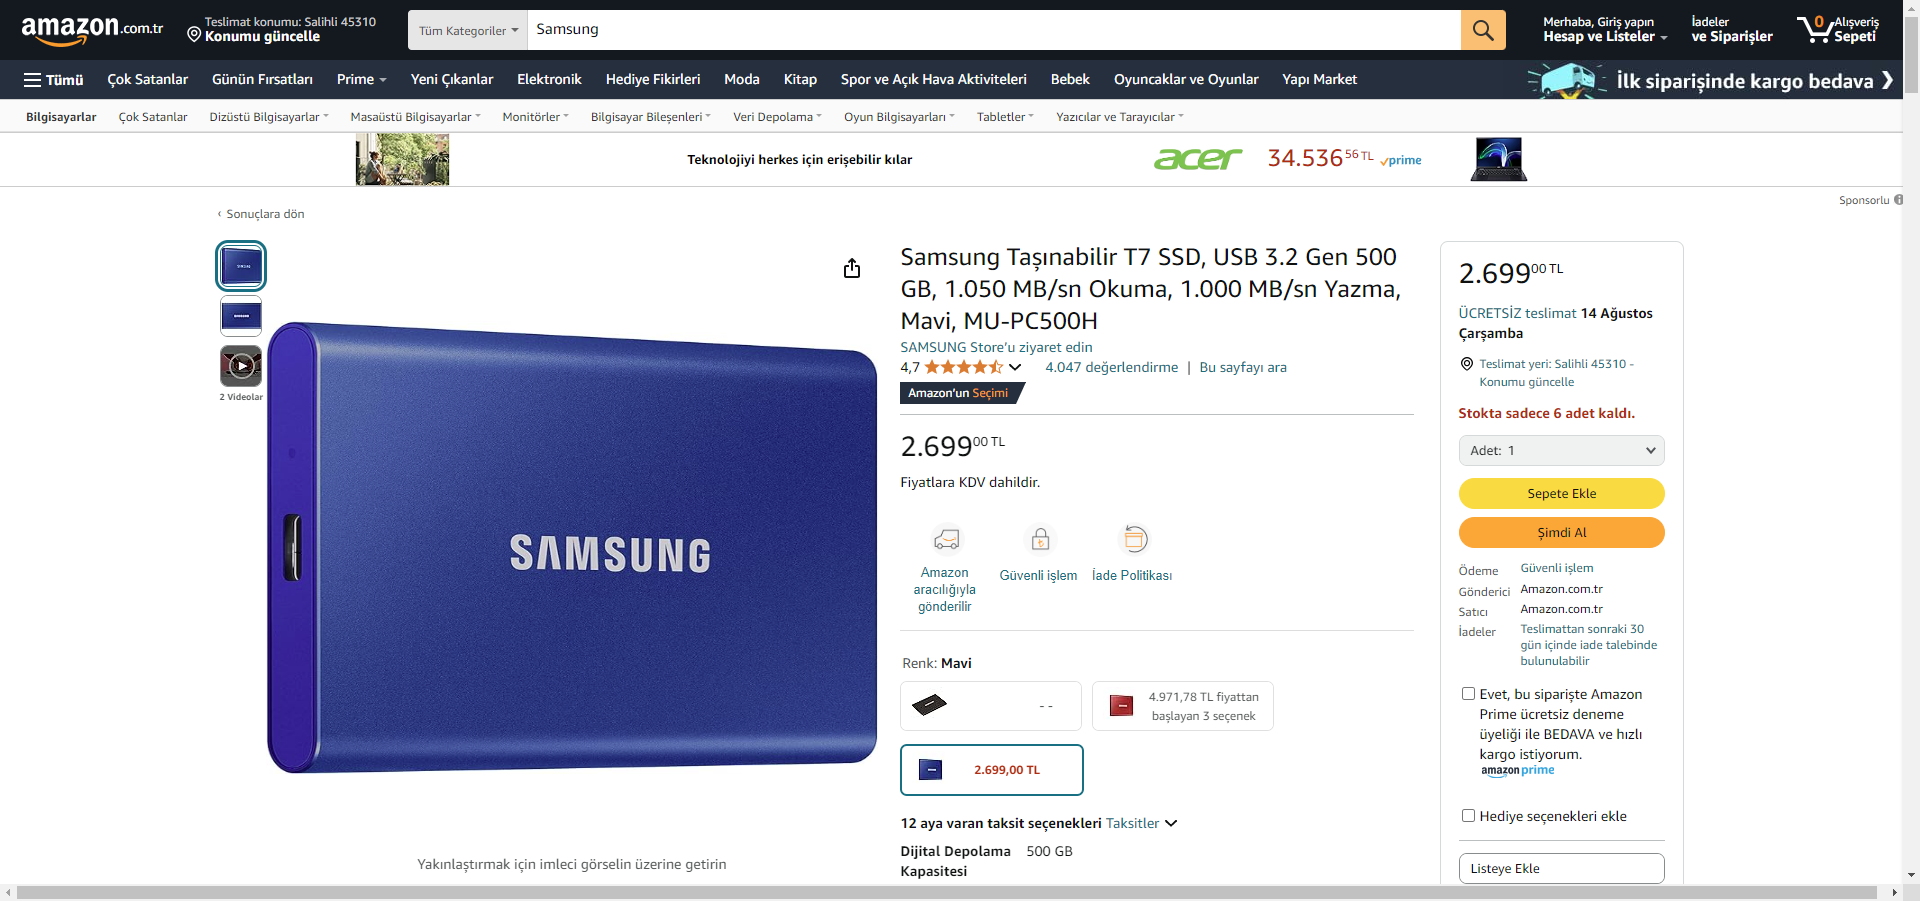 amazon.com.tr
Teslimat konumu: Salihli 45310
Konumu güncelle
Tüm Kategoriler
Samsung
Merhaba, Giriş yapın
Hesap ve Listeler
İadeler
ve Siparişler
0
Alışveriş
Sepeti
Tümü
Çok Satanlar
Günün Fırsatları
Prime
Yeni Çıkanlar
Elektronik
Hediye Fikirleri
Moda
Kitap
Spor ve Açık Hava Aktiviteleri
Bebek
Oyuncaklar ve Oyunlar
Yapı Market
İlk siparişinde kargo bedava
Bilgisayarlar
Çok Satanlar
Dizüstü Bilgisayarlar
Masaüstü Bilgisayarlar
Monitörler
Bilgisayar Bileşenleri
Veri Depolama
Oyun Bilgisayarları
Tabletler
Yazıcılar ve Tarayıcılar
Teknolojiyi herkes için erişebilir kılar
acer
34.536 56 TL
prime
Sponsorlu
‹ Sonuçlara dön
2 Videolar
SAMSUNG
Yakınlaştırmak için imleci görselin üzerine getirin
Samsung Taşınabilir T7 SSD, USB 3.2 Gen 500
GB, 1.050 MB/sn Okuma, 1.000 MB/sn Yazma,
Mavi, MU-PC500H
SAMSUNG Store'u ziyaret edin
4,7
4.047 değerlendirme | Bu sayfayı ara
Amazon'un Seçimi
2.699 00 TL
Fiyatlara KDV dahildir.
Amazon
aracılığıyla
gönderilir
Güvenli işlem
İade Politikası
Renk: Mavi
- -
4.971,78 TL fiyattan
başlayan 3 seçenek
2.699,00 TL
12 aya varan taksit seçenekleri Taksitler
Dijital Depolama
Kapasitesi
500 GB
2.699 00 TL
ÜCRETSİZ teslimat 14 Ağustos
Çarşamba
Teslimat yeri: Salihli 45310 -
Konumu güncelle
Stokta sadece 6 adet kaldı.
Adet: 1
Sepete Ekle
Şimdi Al
Ödeme
Güvenli işlem
Gönderici
Amazon.com.tr
Satıcı
Amazon.com.tr
İadeler
Teslimattan sonraki 30
gün içinde iade talebinde
bulunulabilir
Evet, bu siparişte Amazon
Prime ücretsiz deneme
üyeliği ile BEDAVA ve hızlı
kargo istiyorum.
amazon prime
Hediye seçenekleri ekle
Listeye Ekle